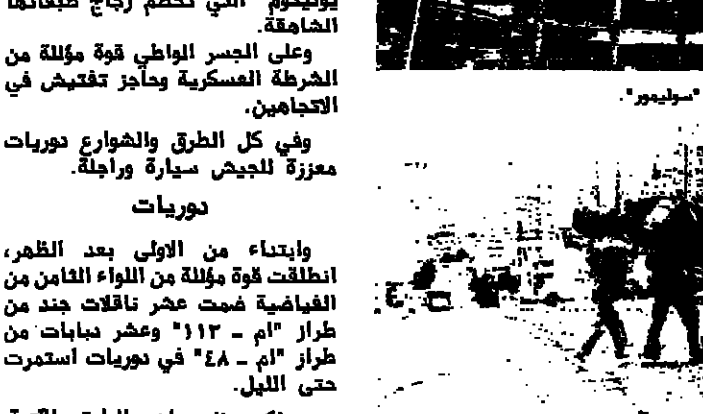 التي تحطم زجاج طبقاتها
الشاهقة.
وعلى الجسر الواطي قوة مؤللة من
الشرطة العسكرية وحاجز تفتيش في
الاتجاهين.
وفي كل الطرق والشوارع دوريات
معززة للجيش سيارة وراجلة.
دوريات
وابتداء من الاولى بعد الظهر،
انطلقت قوة مؤللة من اللواء الثامن من
الفياضية ضمت عشر ناقلات جند من
طراز "ام ـ ١١٣" وعشر دبابات من
طراز "ام ـ ٤٨" في دوريات استمرت
حتى الليل.
"سوليمور".